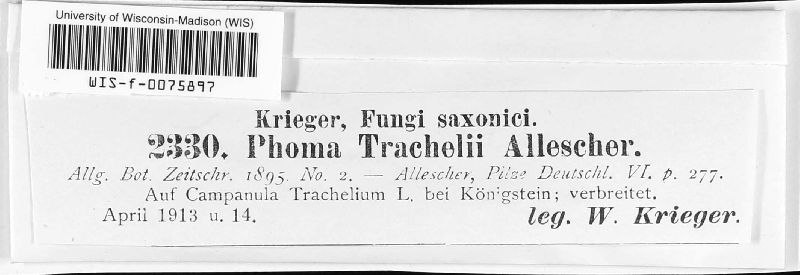 University of Wisconsin-Madison (WIS)
WIS-f-0075897
Krieger, Fungi saxonici.
2330. Phoma Trachelii Allescher.
Allg. Bot. Zeitschr. 1895. No. 2. — Allescher, Pilze Deutschl. VI. p. 277.
Auf Campanula Trachelium L. bei Königstein; verbreitet.
April 1913 u. 14.
leg. W. Krieger.